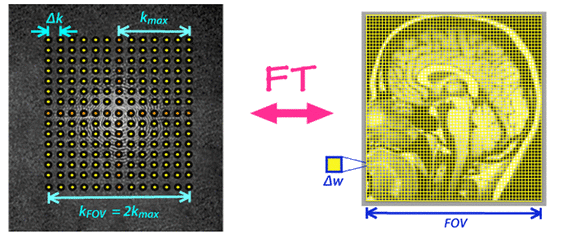 Δk
kmax
kFOV = 2kmax
FT
Δw
FOV